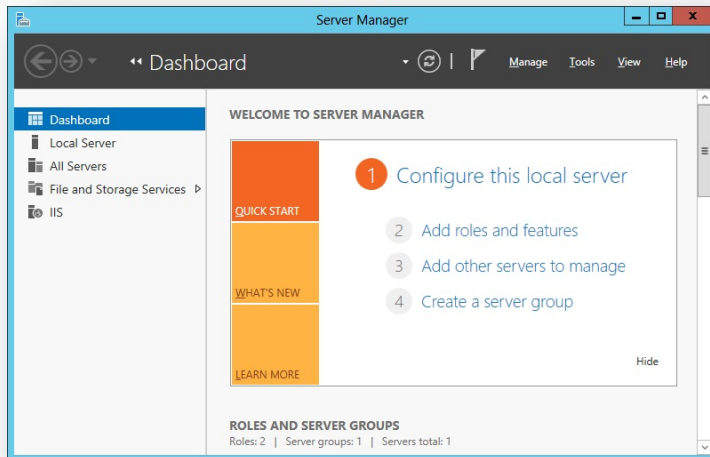 Server Manager
Dashboard
Manage Tools View Help
Dashboard
Local Server
All Servers
File and Storage Services
IIS
WELCOME TO SERVER MANAGER
QUICK START
WHAT'S NEW
LEARN MORE
1 Configure this local server
2 Add roles and features
3 Add other servers to manage
4 Create a server group
Hide
ROLES AND SERVER GROUPS
Roles: 2 | Server groups: 1 | Servers total: 1